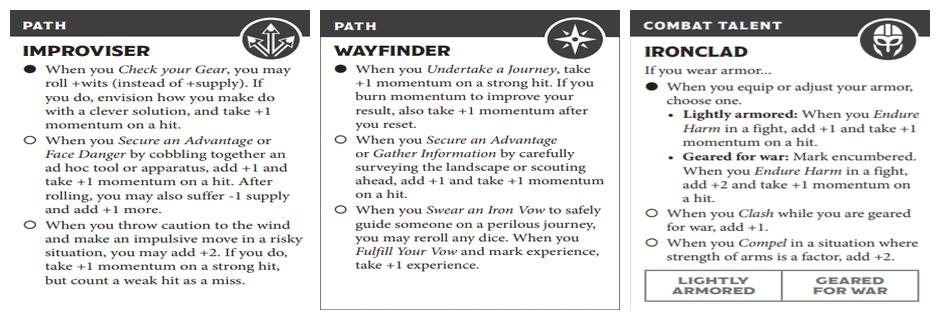 PATH
IMPROVISER
When you Check your Gear, you may
roll +wits (instead of +supply). If
you do, envision how you make do
with a clever solution, and take +1
momentum on a hit.
When you Secure an Advantage or
Face Danger by cobbling together an
ad hoc tool or apparatus, add +1 and
take +1 momentum on a hit. After
rolling, you may also suffer -1 supply
and add +1 more.
When you throw caution to the wind
and make an impulsive move in a risky
situation, you may add +2. If you do,
take +1 momentum on a strong hit,
but count a weak hit as a miss.
PATH
WAYFINDER
When you Undertake a Journey, take
+1 momentum on a strong hit. If you
burn momentum to improve your
result, also take +1 momentum after
you reset.
When you Secure an Advantage
or Gather Information by carefully
surveying the landscape or scouting
ahead, add +1 and take +1 momentum
on a hit.
When you Swear an Iron Vow to safely
guide someone on a perilous journey,
you may reroll any dice. When you
Fulfill Your Vow and mark experience,
take +1 experience.
COMBAT TALENT
IRONCLAD
If you wear armor...
When you equip or adjust your armor,
choose one.
• Lightly armored: When you Endure
Harm in a fight, add +1 and take +1
momentum on a hit.
• Geared for war: Mark encumbered.
When you Endure Harm in a fight,
add +2 and take +1 momentum on
a hit.
When you Clash while you are geared
for war, add +1.
When you Compel in a situation where
strength of arms is a factor, add +2.
LIGHTLY
ARMORED
GEARED
FOR WAR